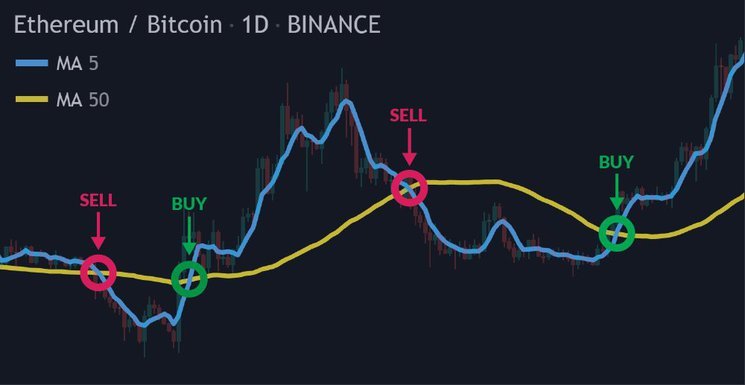 Ethereum / Bitcoin · 1D · BINANCE
MA 5
MA 50
SELL
BUY
SELL
BUY